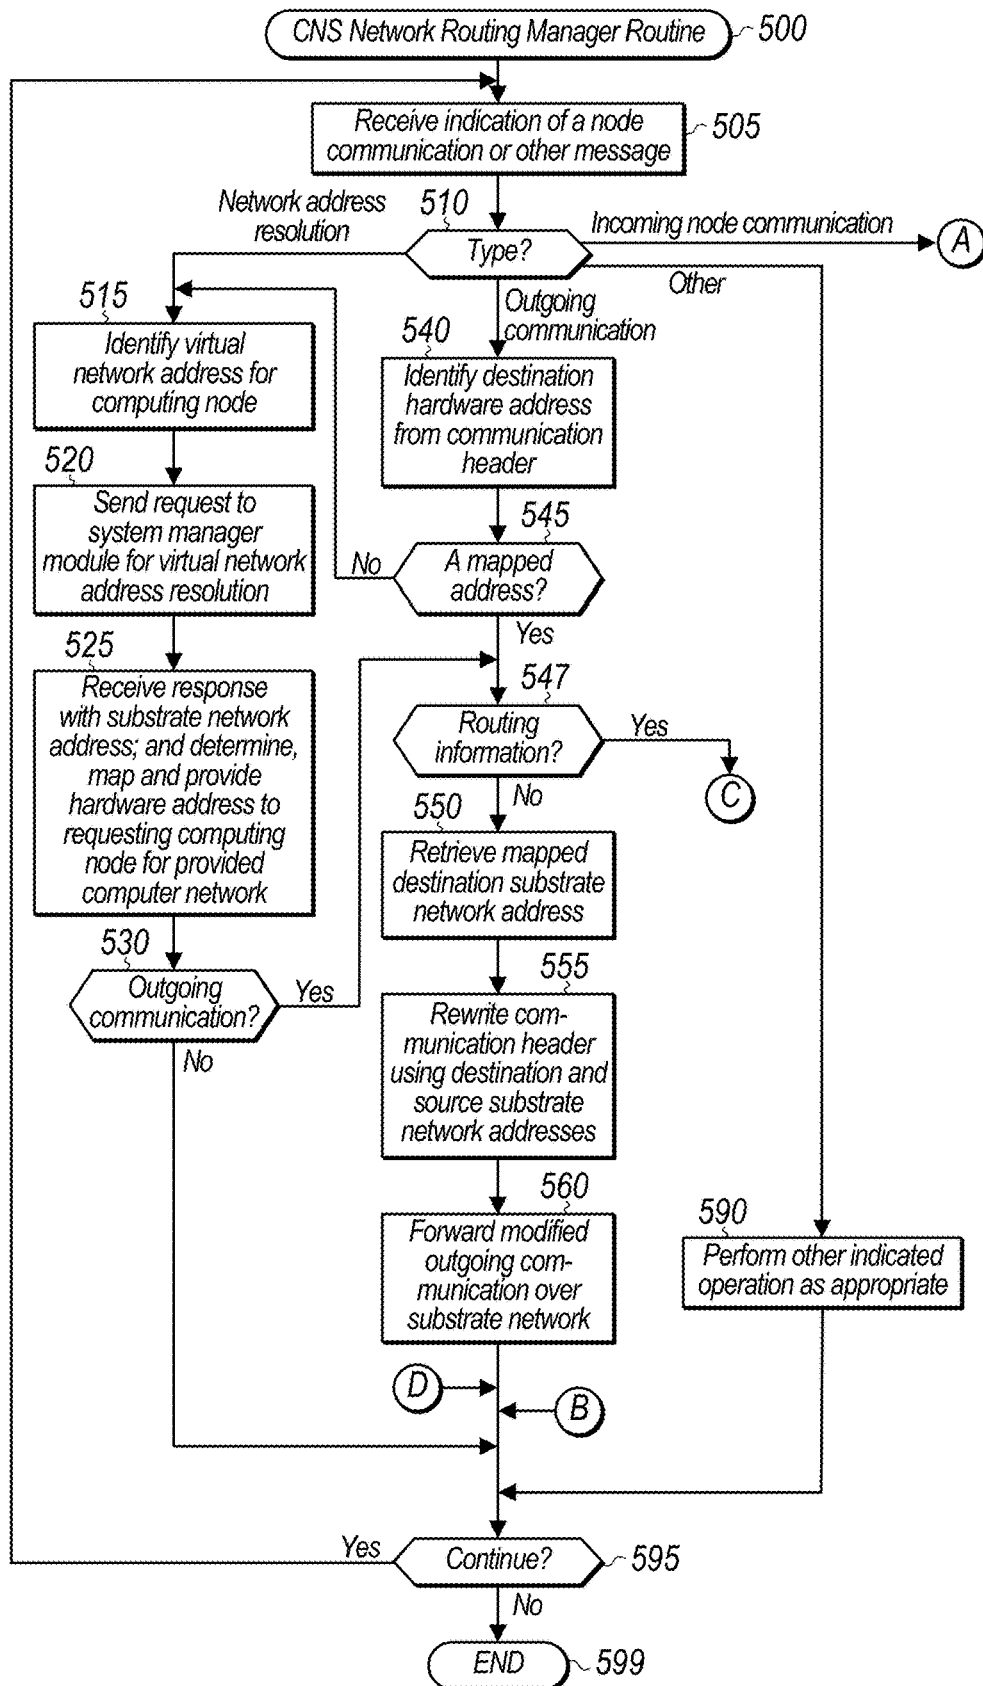 CNS Network Routing Manager Routine
500
Receive indication of a node
communication or other message
505
Network address
resolution
510
Type?
Incoming node communication
A
Other
Outgoing
communication
515
Identify virtual
network address for
computing node
540
Identify destination
hardware address
from communication
header
520
Send request to
system manager
module for virtual network
address resolution
545
A mapped
address?
No
Yes
525
Receive response
with substrate network
address; and determine,
map and provide
hardware address to
requesting computing
node for provided
computer network
547
Routing
information?
Yes
C
No
550
Retrieve mapped
destination substrate
network address
530
Outgoing
communication?
Yes
No
555
Rewrite com-
munication header
using destination and
source substrate
network addresses
560
Forward modified
outgoing com-
munication over
substrate network
590
Perform other indicated
operation as appropriate
D
B
Yes
Continue?
595
No
END
599